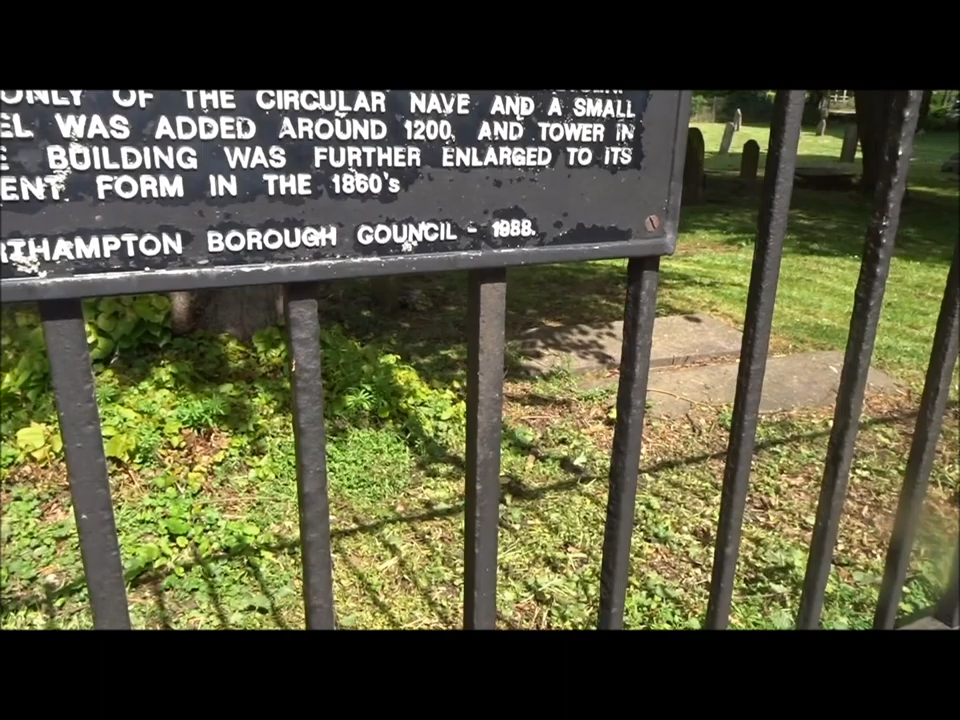 ONLY OF THE CIRCULAR NAVE AND A SMALL
EL WAS ADDED AROUND 1200, AND TOWER IN
E BUILDING WAS FURTHER ENLARGED TO ITS
ENT FORM IN THE 1860's
RTHAMPTON BOROUGH COUNCIL - 1988.